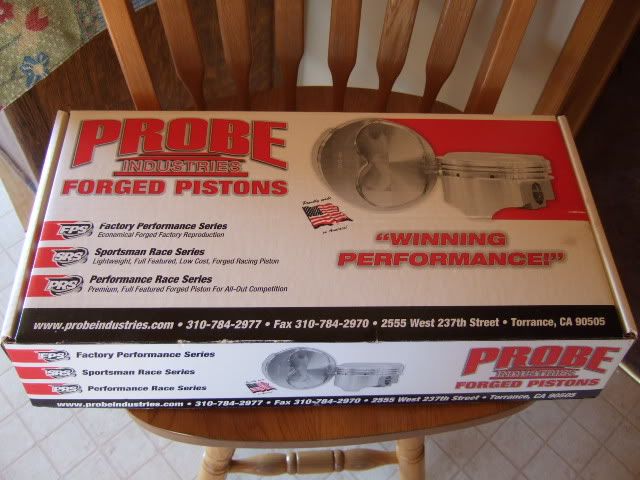 PROBE
INDUSTRIES
FORGED PISTONS
FPS Factory Performance Series
Economical Forged Factory Reproduction
SRS Sportsman Race Series
Lightweight, Full Featured, Low Cost, Forged Racing Piston
PRS Performance Race Series
Premium, Full Featured Forged Piston For All-Out Competition
Proudly made
in America!
"WINNING
PERFORMANCE!"
www.probeindustries.com • 310-784-2977 • Fax 310-784-2970 • 2555 West 237th Street • Torrance, CA 90505
FPS Factory Performance Series
SRS Sportsman Race Series
PRS Performance Race Series
PROBE
INDUSTRIES
FORGED PISTONS
www.probeindustries.com • 310-784-2977 • Fax 310-784-2970 • 2555 West 237th Street • Torrance, CA 90505